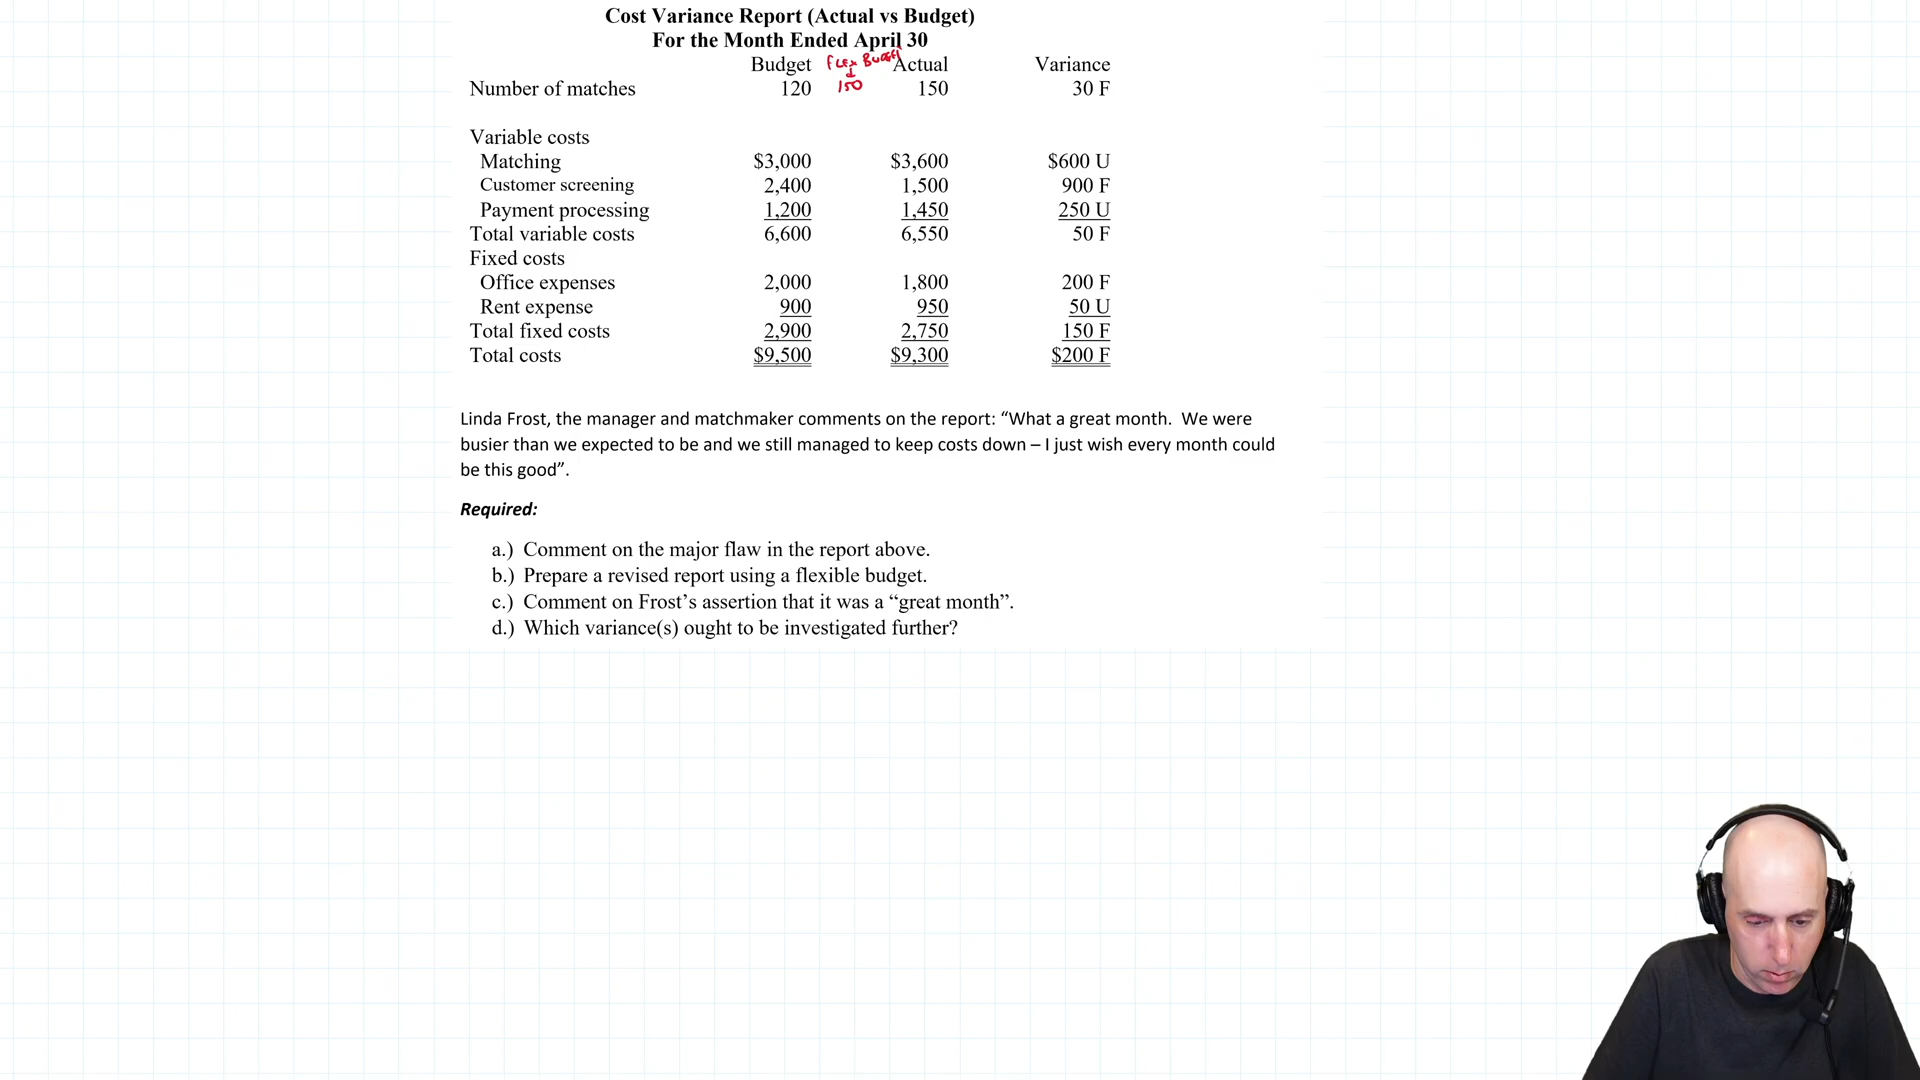 Cost Variance Report (Actual vs Budget)
For the Month Ended April 30
Budget Flex Budget Actual Variance
Number of matches 120 150 150 30 F
Variable costs
Matching $3,000 $3,600 $600 U
Customer screening 2,400 1,500 900 F
Payment processing 1,200 1,450 250 U
Total variable costs 6,600 6,550 50 F
Fixed costs
Office expenses 2,000 1,800 200 F
Rent expense 900 950 50 U
Total fixed costs 2,900 2,750 150 F
Total costs $9,500 $9,300 $200 F
Linda Frost, the manager and matchmaker comments on the report: “What a great month. We were
busier than we expected to be and we still managed to keep costs down – I just wish every month could
be this good”.
Required:
a.) Comment on the major flaw in the report above.
b.) Prepare a revised report using a flexible budget.
c.) Comment on Frost’s assertion that it was a “great month”.
d.) Which variance(s) ought to be investigated further?